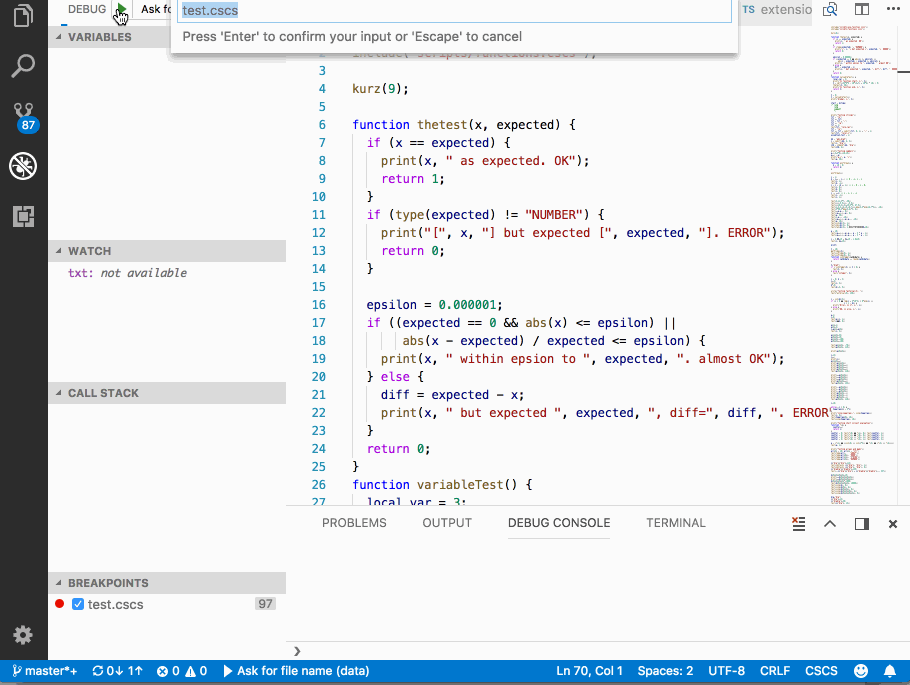 DEBUG
Ask fo
test.cscs
Press 'Enter' to confirm your input or 'Escape' to cancel
TS extensio
VARIABLES
87
WATCH
txt: not available
CALL STACK
BREAKPOINTS
test.cscs 97
3
4 kurz(9);
5
6 function thetest(x, expected) {
7 if (x == expected) {
8 print(x, " as expected. OK");
9 return 1;
10 }
11 if (type(expected) != "NUMBER") {
12 print("[", x, "] but expected [", expected, "]. ERROR");
13 return 0;
14 }
15
16 epsilon = 0.000001;
17 if ((expected == 0 && abs(x) <= epsilon) ||
18 abs(x - expected) / expected <= epsilon) {
19 print(x, " within epsion to ", expected, ". almost OK");
20 } else {
21 diff = expected - x;
22 print(x, " but expected ", expected, ", diff=", diff, ". ERROR
23 }
24 return 0;
25 }
26 function variableTest() {
27 local var = 3;
PROBLEMS OUTPUT DEBUG CONSOLE TERMINAL
master*+ 0↓ 1↑ 0 0 Ask for file name (data) Ln 70, Col 1 Spaces: 2 UTF-8 CRLF CSCS